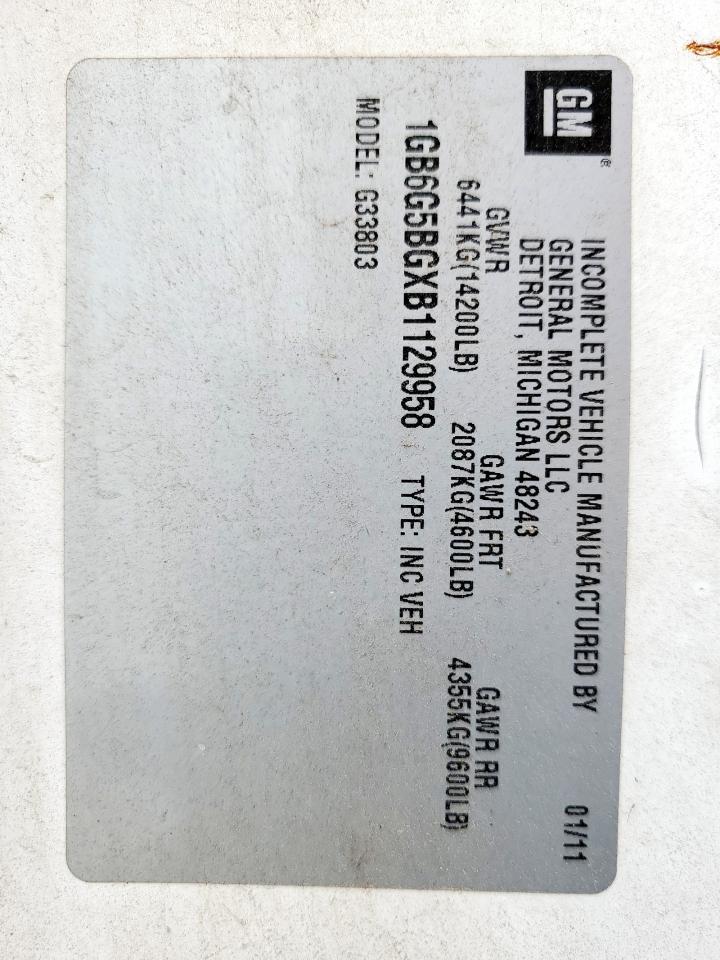 GM®
INCOMPLETE VEHICLE MANUFACTURED BY 01/11
GENERAL MOTORS LLC
DETROIT, MICHIGAN 48243
GVWR GAWR FRT GAWR RR
6441KG(14200LB) 2087KG(4600LB) 4355KG(9600LB)
1GB6G5BGXB1129958 TYPE: INC VEH
MODEL: G33803